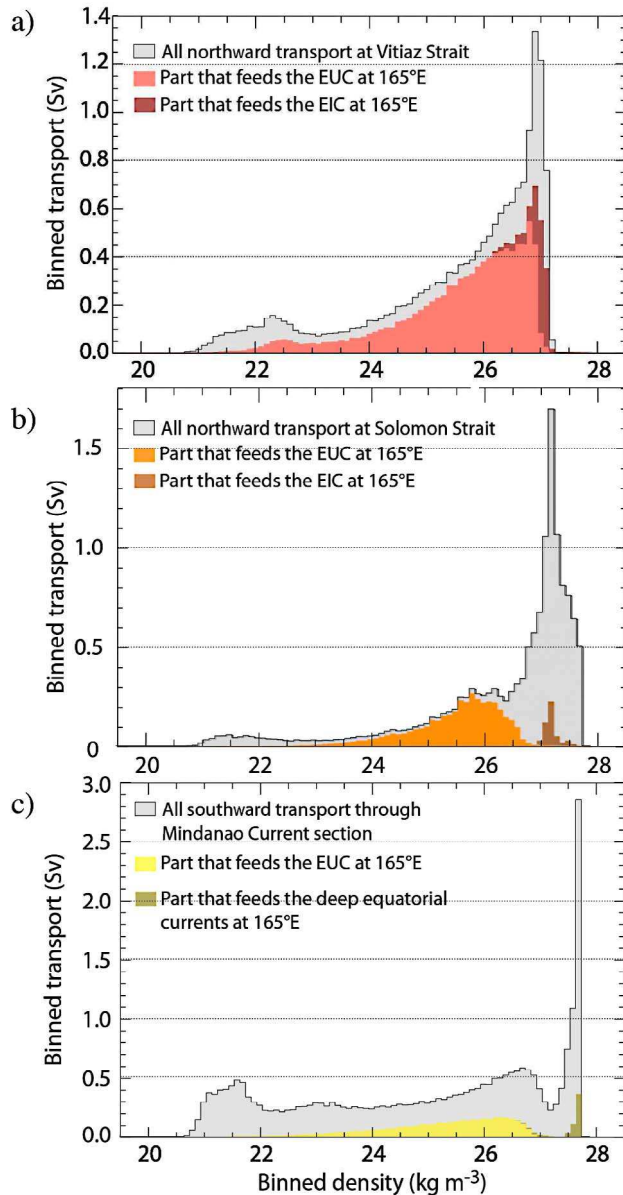 a)
1.4
1.2
1.0
0.8
0.6
0.4
0.2
0.0
Binned transport (Sv)
All northward transport at Vitiaz Strait
Part that feeds the EUC at 165°E
Part that feeds the EIC at 165°E
20 22 24 26 28
b)
1.5
1.0
0.5
0
Binned transport (Sv)
All northward transport at Solomon Strait
Part that feeds the EUC at 165°E
Part that feeds the EIC at 165°E
20 22 24 26 28
c)
3.0
2.5
2.0
1.5
1.0
0.5
0.0
Binned transport (Sv)
All southward transport through
Mindanao Current section
Part that feeds the EUC at 165°E
Part that feeds the deep equatorial
currents at 165°E
20 22 24 26 28
Binned density (kg m⁻³)